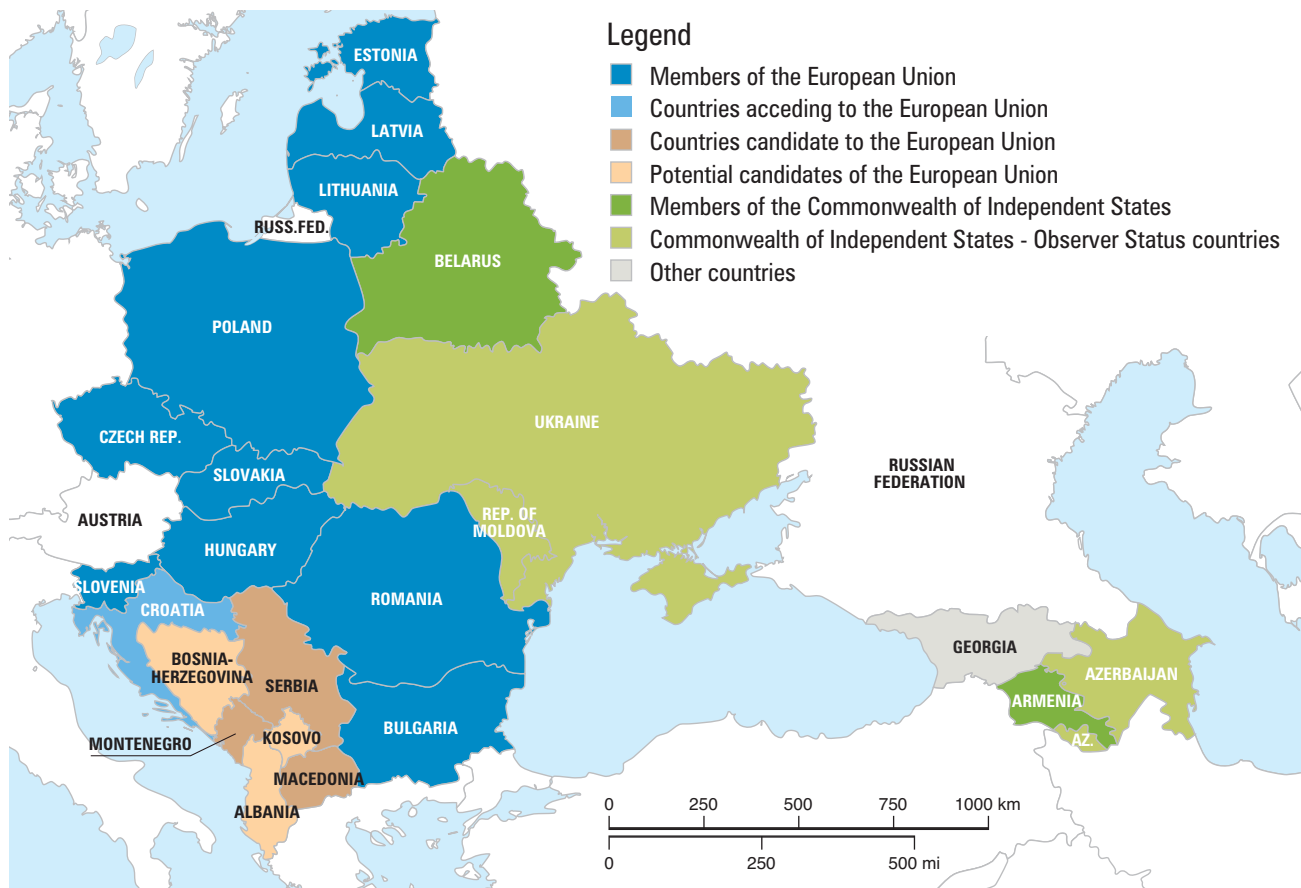 Legend
Members of the European Union
Countries acceding to the European Union
Countries candidate to the European Union
Potential candidates of the European Union
Members of the Commonwealth of Independent States
Commonwealth of Independent States - Observer Status countries
Other countries
ESTONIA
LATVIA
LITHUANIA
RUSS.FED.
BELARUS
POLAND
UKRAINE
CZECH REP.
SLOVAKIA
RUSSIAN
FEDERATION
AUSTRIA
REP. OF
MOLDOVA
HUNGARY
SLOVENIA
ROMANIA
CROATIA
GEORGIA
BOSNIA-
HERZEGOVINA
AZERBAIJAN
SERBIA
ARMENIA
BULGARIA
KOSOVO
AZ.
MONTENEGRO
MACEDONIA
ALBANIA
0 250 500 750 1000 km
0 250 500 mi